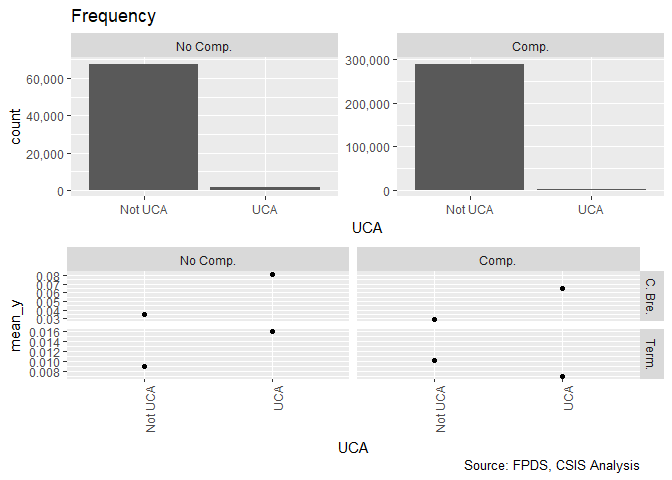 Frequency
No Comp. Comp.
count
60,000
40,000
20,000
0
300,000
200,000
100,000
0
Not UCA UCA Not UCA UCA
UCA
No Comp. Comp.
mean_y
0.08
0.07
0.06
0.05
0.04
0.03
C. Bre.
0.016
0.014
0.012
0.010
0.008
Term.
Not UCA UCA Not UCA UCA
UCA
Source: FPDS, CSIS Analysis